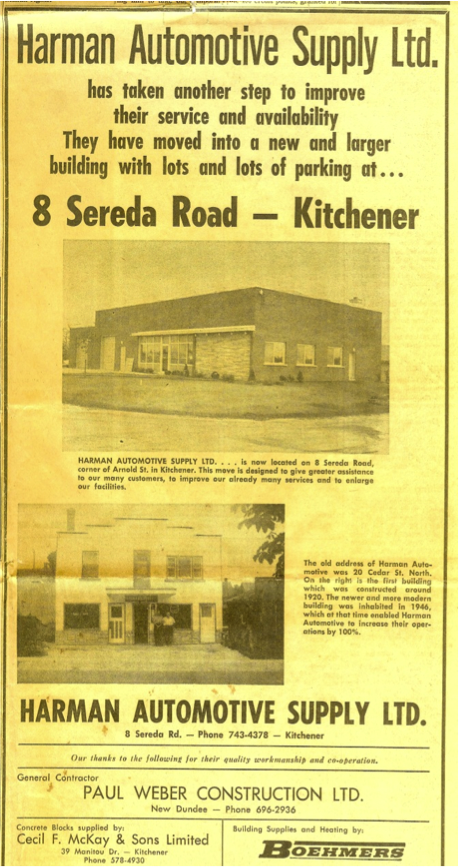 Harman Automotive Supply Ltd.
has taken another step to improve
their service and availability
They have moved into a new and larger
building with lots and lots of parking at...
8 Sereda Road — Kitchener
HARMAN AUTOMOTIVE SUPPLY LTD. . . . is now located on 8 Sereda Road,
corner of Arnold St. in Kitchener. This move is designed to give greater assistance
to our many customers, to improve our already many services and to enlarge
our facilities.
The old address of Harman Auto-
motive was 20 Cedar St. North.
On the right is the first building
which was constructed around
1920. The newer and more modern
building was inhabited in 1946,
which at that time enabled Harman
Automotive to increase their oper-
ations by 100%.
HARMAN AUTOMOTIVE SUPPLY LTD.
8 Sereda Rd. — Phone 743-4378 — Kitchener
Our thanks to the following for their quality workmanship and co-operation.
General Contractor
PAUL WEBER CONSTRUCTION LTD.
New Dundee — Phone 696-2936
Concrete Blocks supplied by:
Cecil F. McKay & Sons Limited
39 Manitou Dr. — Kitchener
Phone 578-4930
Building Supplies and Heating by:
BOEHMERS